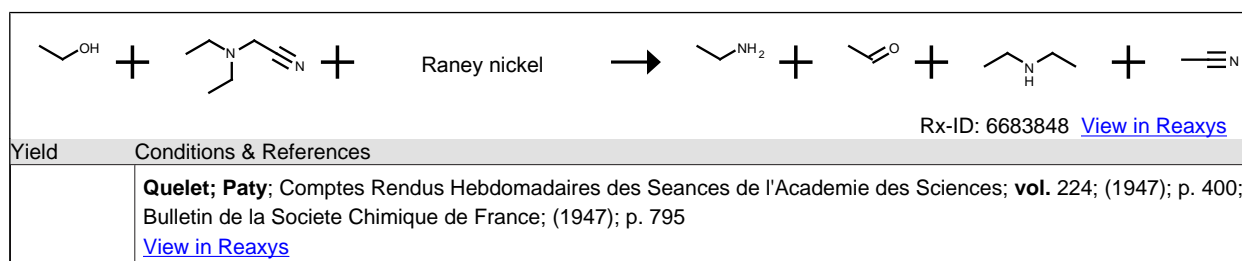 OH N N Raney nickel NH2 O N H N
Rx-ID: 6683848 View in Reaxys
Yield Conditions & References
Quelet; Paty; Comptes Rendus Hebdomadaires des Seances de l'Academie des Sciences; vol. 224; (1947); p. 400;
Bulletin de la Societe Chimique de France; (1947); p. 795
View in Reaxys